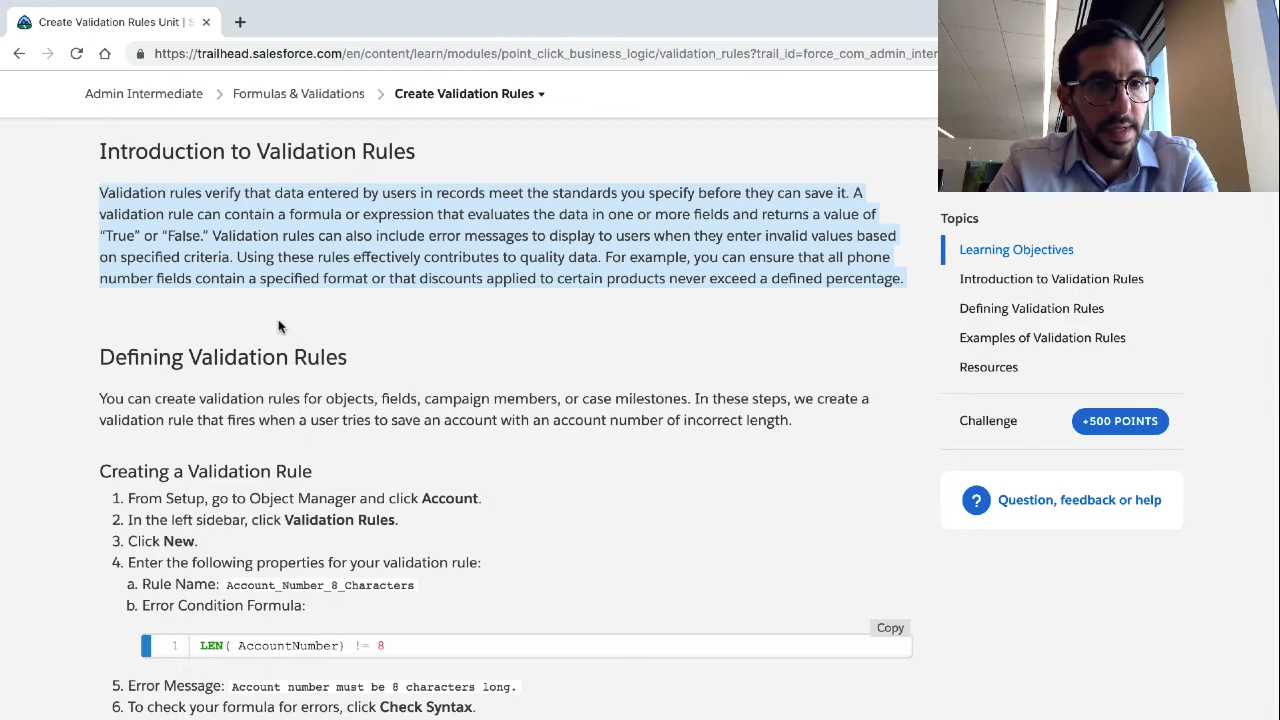 Create Validation Rules Unit | S
https://trailhead.salesforce.com/en/content/learn/modules/point_click_business_logic/validation_rules?trail_id=force_com_admin_inter
Admin Intermediate
Formulas & Validations
Create Validation Rules
Introduction to Validation Rules
Validation rules verify that data entered by users in records meet the standards you specify before they can save it. A
validation rule can contain a formula or expression that evaluates the data in one or more fields and returns a value of
“True” or “False.” Validation rules can also include error messages to display to users when they enter invalid values based
on specified criteria. Using these rules effectively contributes to quality data. For example, you can ensure that all phone
number fields contain a specified format or that discounts applied to certain products never exceed a defined percentage.
Defining Validation Rules
You can create validation rules for objects, fields, campaign members, or case milestones. In these steps, we create a
validation rule that fires when a user tries to save an account with an account number of incorrect length.
Creating a Validation Rule
1. From Setup, go to Object Manager and click Account.
2. In the left sidebar, click Validation Rules.
3. Click New.
4. Enter the following properties for your validation rule:
a. Rule Name: Account_Number_8_Characters
b. Error Condition Formula:
Copy
1 LEN( AccountNumber) != 8
5. Error Message: Account number must be 8 characters long.
6. To check your formula for errors, click Check Syntax.
Topics
Learning Objectives
Introduction to Validation Rules
Defining Validation Rules
Examples of Validation Rules
Resources
Challenge
+500 POINTS
? Question, feedback or help